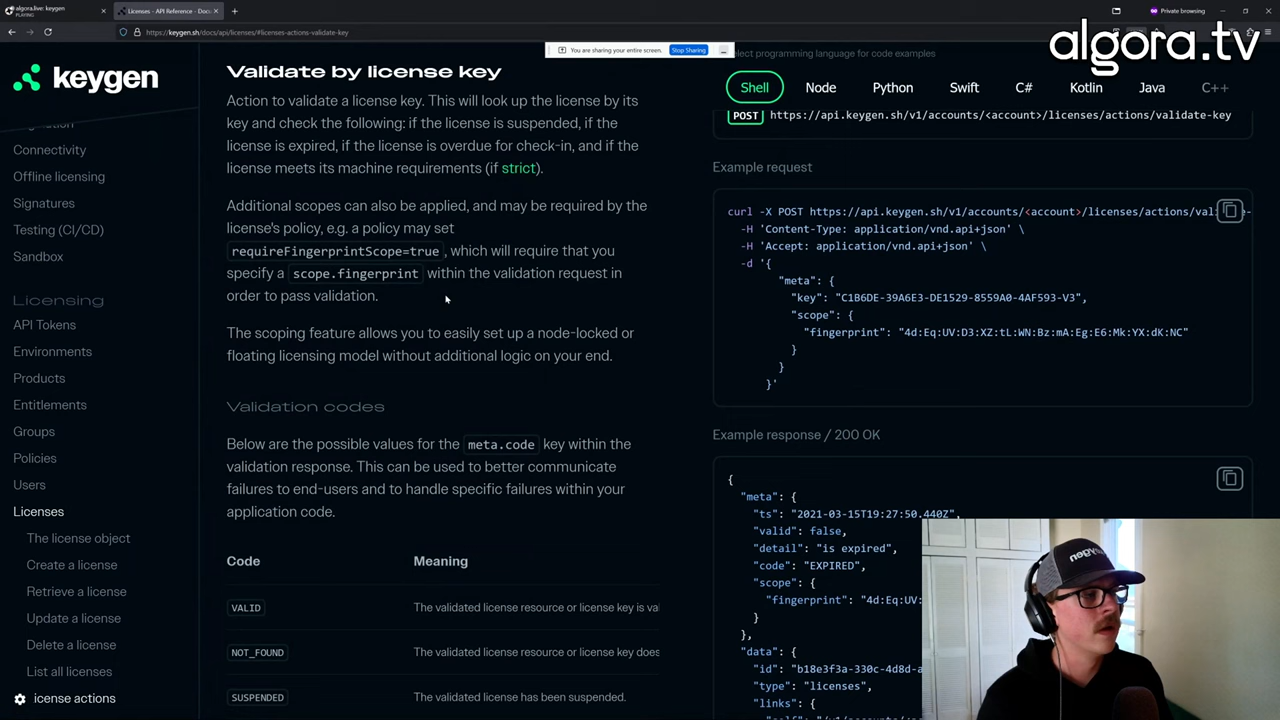 algora.live: keygen
PLAYING
Licenses - API Reference - Docu
Private browsing
https://keygen.sh/docs/api/licenses/#licenses-actions-validate-key
You are sharing your entire screen.
Stop Sharing
algora.tv
keygen
Connectivity
Offline licensing
Signatures
Testing (CI/CD)
Sandbox
Licensing
API Tokens
Environments
Products
Entitlements
Groups
Policies
Users
Licenses
The license object
Create a license
Retrieve a license
Update a license
Delete a license
List all licenses
icense actions
Validate by license key
Action to validate a license key. This will look up the license by its
key and check the following: if the license is suspended, if the
license is expired, if the license is overdue for check-in, and if the
license meets its machine requirements (if strict).
Additional scopes can also be applied, and may be required by the
license's policy, e.g. a policy may set
requireFingerprintScope=true, which will require that you
specify a scope.fingerprint within the validation request in
order to pass validation.
The scoping feature allows you to easily set up a node-locked or
floating licensing model without additional logic on your end.
Validation codes
Below are the possible values for the meta.code key within the
validation response. This can be used to better communicate
failures to end-users and to handle specific failures within your
application code.
Code Meaning
VALID The validated license resource or license key is val
NOT_FOUND The validated license resource or license key does
SUSPENDED The validated license has been suspended.
elect programming language for code examples
Shell Node Python Swift C# Kotlin Java C++
POST https://api.keygen.sh/v1/accounts/<account>/licenses/actions/validate-key
Example request
curl -X POST https://api.keygen.sh/v1/accounts/<account>/licenses/actions/vali
-H 'Content-Type: application/vnd.api+json' \
-H 'Accept: application/vnd.api+json' \
-d '{
"meta": {
"key": "C1B6DE-39A6E3-DE1529-8559A0-4AF593-V3",
"scope": {
"fingerprint": "4d:Eq:UV:D3:XZ:tL:WN:Bz:mA:Eg:E6:Mk:YX:dK:NC"
}
}
}'
Example response / 200 OK
{
"meta": {
"ts": "2021-03-15T19:27:50.440Z",
"valid": false,
"detail": "is expired",
"code": "EXPIRED",
"scope": {
"fingerprint": "4d:Eq:UV:
}
},
"data": {
"id": "b18e3f3a-330c-4d8d-a
"type": "licenses",
"links": {